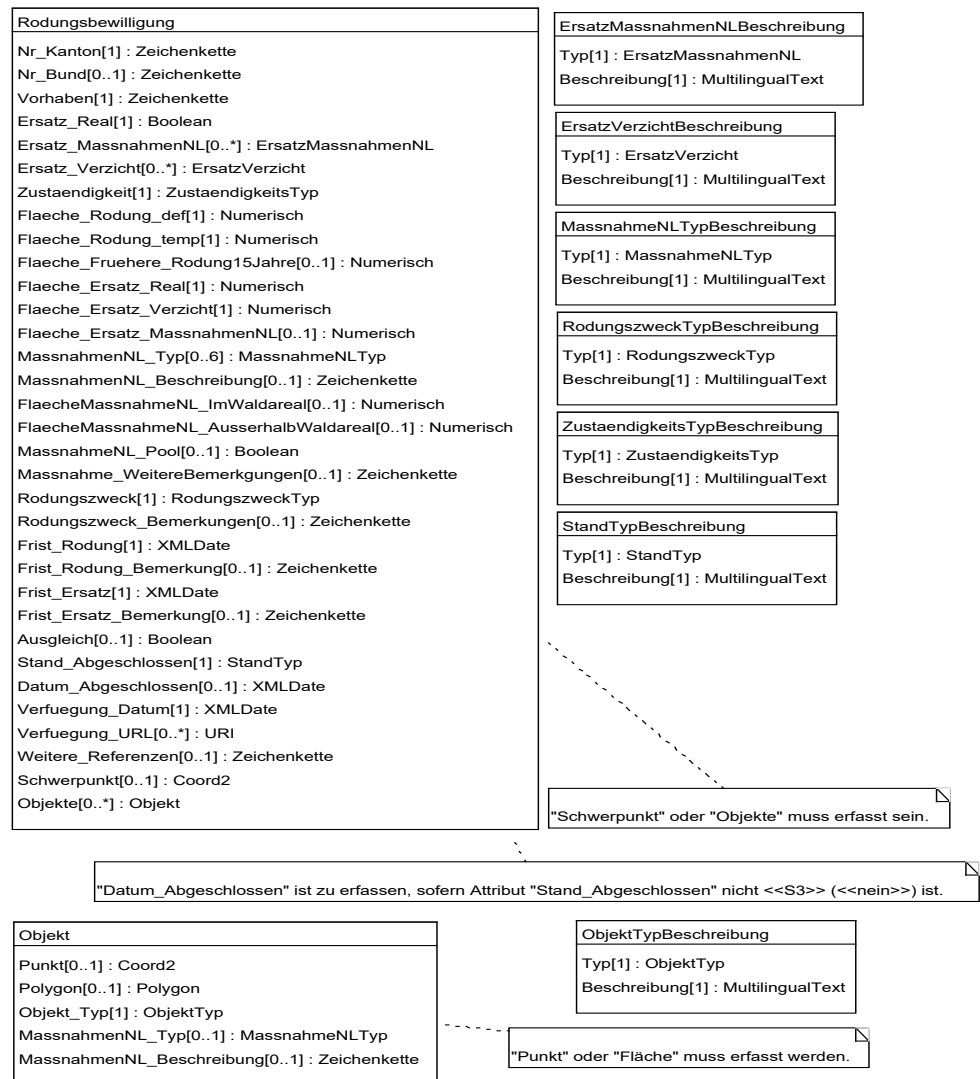 Rodungsbewilligung
Nr_Kanton[1] : Zeichenkette
Nr_Bund[0..1] : Zeichenkette
Vorhaben[1] : Zeichenkette
Ersatz_Real[1] : Boolean
Ersatz_MassnahmenNL[0..*] : ErsatzMassnahmenNL
Ersatz_Verzicht[0..*] : ErsatzVerzicht
Zustaendigkeit[1] : ZustaendigkeitsTyp
Flaeche_Rodung_def[1] : Numerisch
Flaeche_Rodung_temp[1] : Numerisch
Flaeche_Fruehere_Rodung15Jahre[0..1] : Numerisch
Flaeche_Ersatz_Real[1] : Numerisch
Flaeche_Ersatz_Verzicht[1] : Numerisch
Flaeche_Ersatz_MassnahmenNL[0..1] : Numerisch
MassnahmenNL_Typ[0..6] : MassnahmeNLTyp
MassnahmenNL_Beschreibung[0..1] : Zeichenkette
FlaecheMassnahmeNL_ImWaldareal[0..1] : Numerisch
FlaecheMassnahmeNL_AusserhalbWaldareal[0..1] : Numerisch
MassnahmeNL_Pool[0..1] : Boolean
Massnahme_WeitereBemerkgungen[0..1] : Zeichenkette
Rodungszweck[1] : RodungszweckTyp
Rodungszweck_Bemerkungen[0..1] : Zeichenkette
Frist_Rodung[1] : XMLDate
Frist_Rodung_Bemerkung[0..1] : Zeichenkette
Frist_Ersatz[1] : XMLDate
Frist_Ersatz_Bemerkung[0..1] : Zeichenkette
Ausgleich[0..1] : Boolean
Stand_Abgeschlossen[1] : StandTyp
Datum_Abgeschlossen[0..1] : XMLDate
Verfuegung_Datum[1] : XMLDate
Verfuegung_URL[0..*] : URI
Weitere_Referenzen[0..1] : Zeichenkette
Schwerpunkt[0..1] : Coord2
Objekte[0..*] : Objekt
ErsatzMassnahmenNLBeschreibung
Typ[1] : ErsatzMassnahmenNL
Beschreibung[1] : MultilingualText
ErsatzVerzichtBeschreibung
Typ[1] : ErsatzVerzicht
Beschreibung[1] : MultilingualText
MassnahmeNLTypBeschreibung
Typ[1] : MassnahmeNLTyp
Beschreibung[1] : MultilingualText
RodungszweckTypBeschreibung
Typ[1] : RodungszweckTyp
Beschreibung[1] : MultilingualText
ZustaendigkeitsTypBeschreibung
Typ[1] : ZustaendigkeitsTyp
Beschreibung[1] : MultilingualText
StandTypBeschreibung
Typ[1] : StandTyp
Beschreibung[1] : MultilingualText
"Schwerpunkt" oder "Objekte" muss erfasst sein.
"Datum_Abgeschlossen" ist zu erfassen, sofern Attribut "Stand_Abgeschlossen" nicht <<S3>> (<<nein>>) ist.
Objekt
Punkt[0..1] : Coord2
Polygon[0..1] : Polygon
Objekt_Typ[1] : ObjektTyp
MassnahmenNL_Typ[0..1] : MassnahmeNLTyp
MassnahmenNL_Beschreibung[0..1] : Zeichenkette
ObjektTypBeschreibung
Typ[1] : ObjektTyp
Beschreibung[1] : MultilingualText
"Punkt" oder "Fläche" muss erfasst werden.